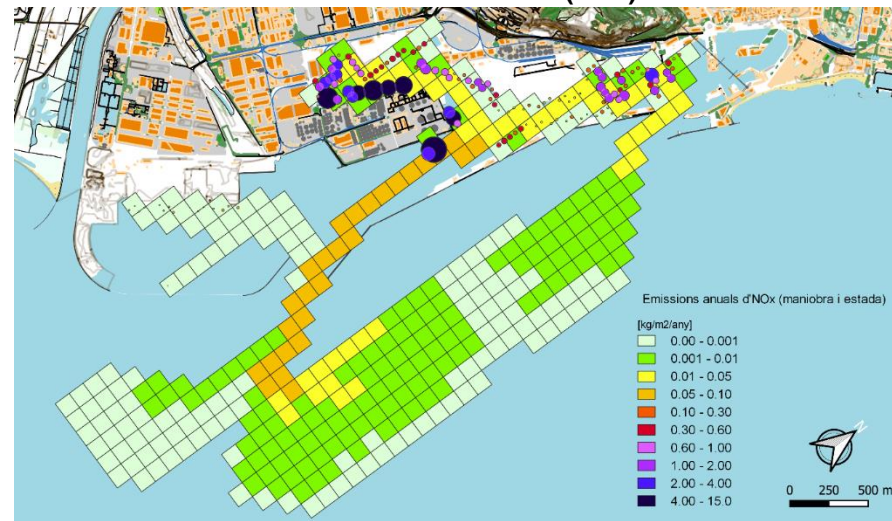 Emissions anuals d'NOx (maniobra i estada)
[kg/m2/any]
0.00 - 0.001
0.001 - 0.01
0.01 - 0.05
0.05 - 0.10
0.10 - 0.30
0.30 - 0.60
0.60 - 1.00
1.00 - 2.00
2.00 - 4.00
4.00 - 15.0
N
0 250 500 m